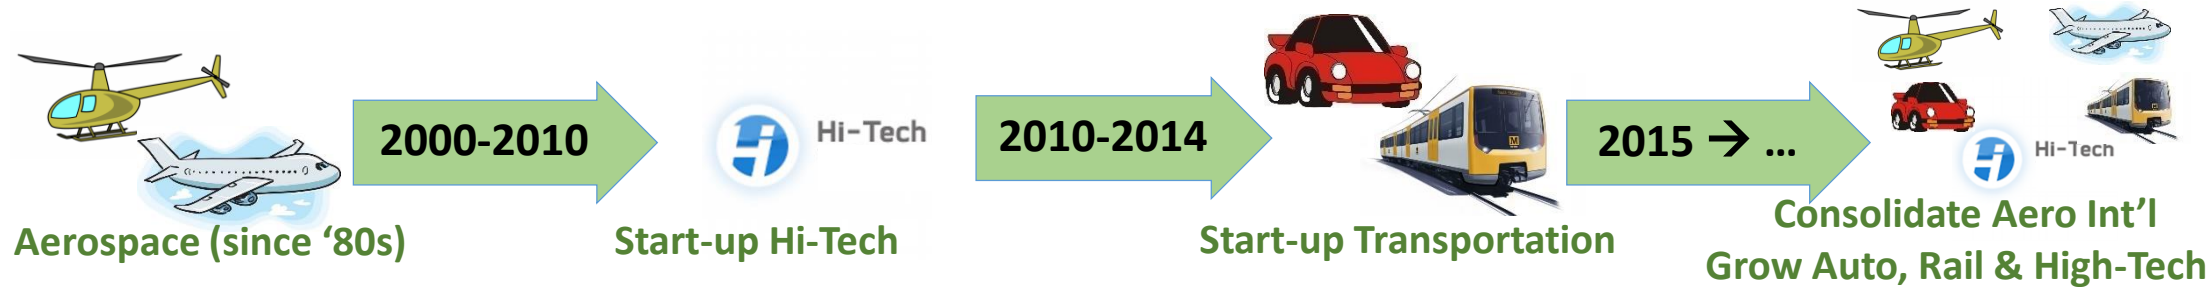 Aerospace (since ‘80s)
2000-2010
Hi-Tech
Start-up Hi-Tech
2010-2014
M
Start-up Transportation
2015 → ...
Hi-Tech
Consolidate Aero Int’l
Grow Auto, Rail & High-Tech